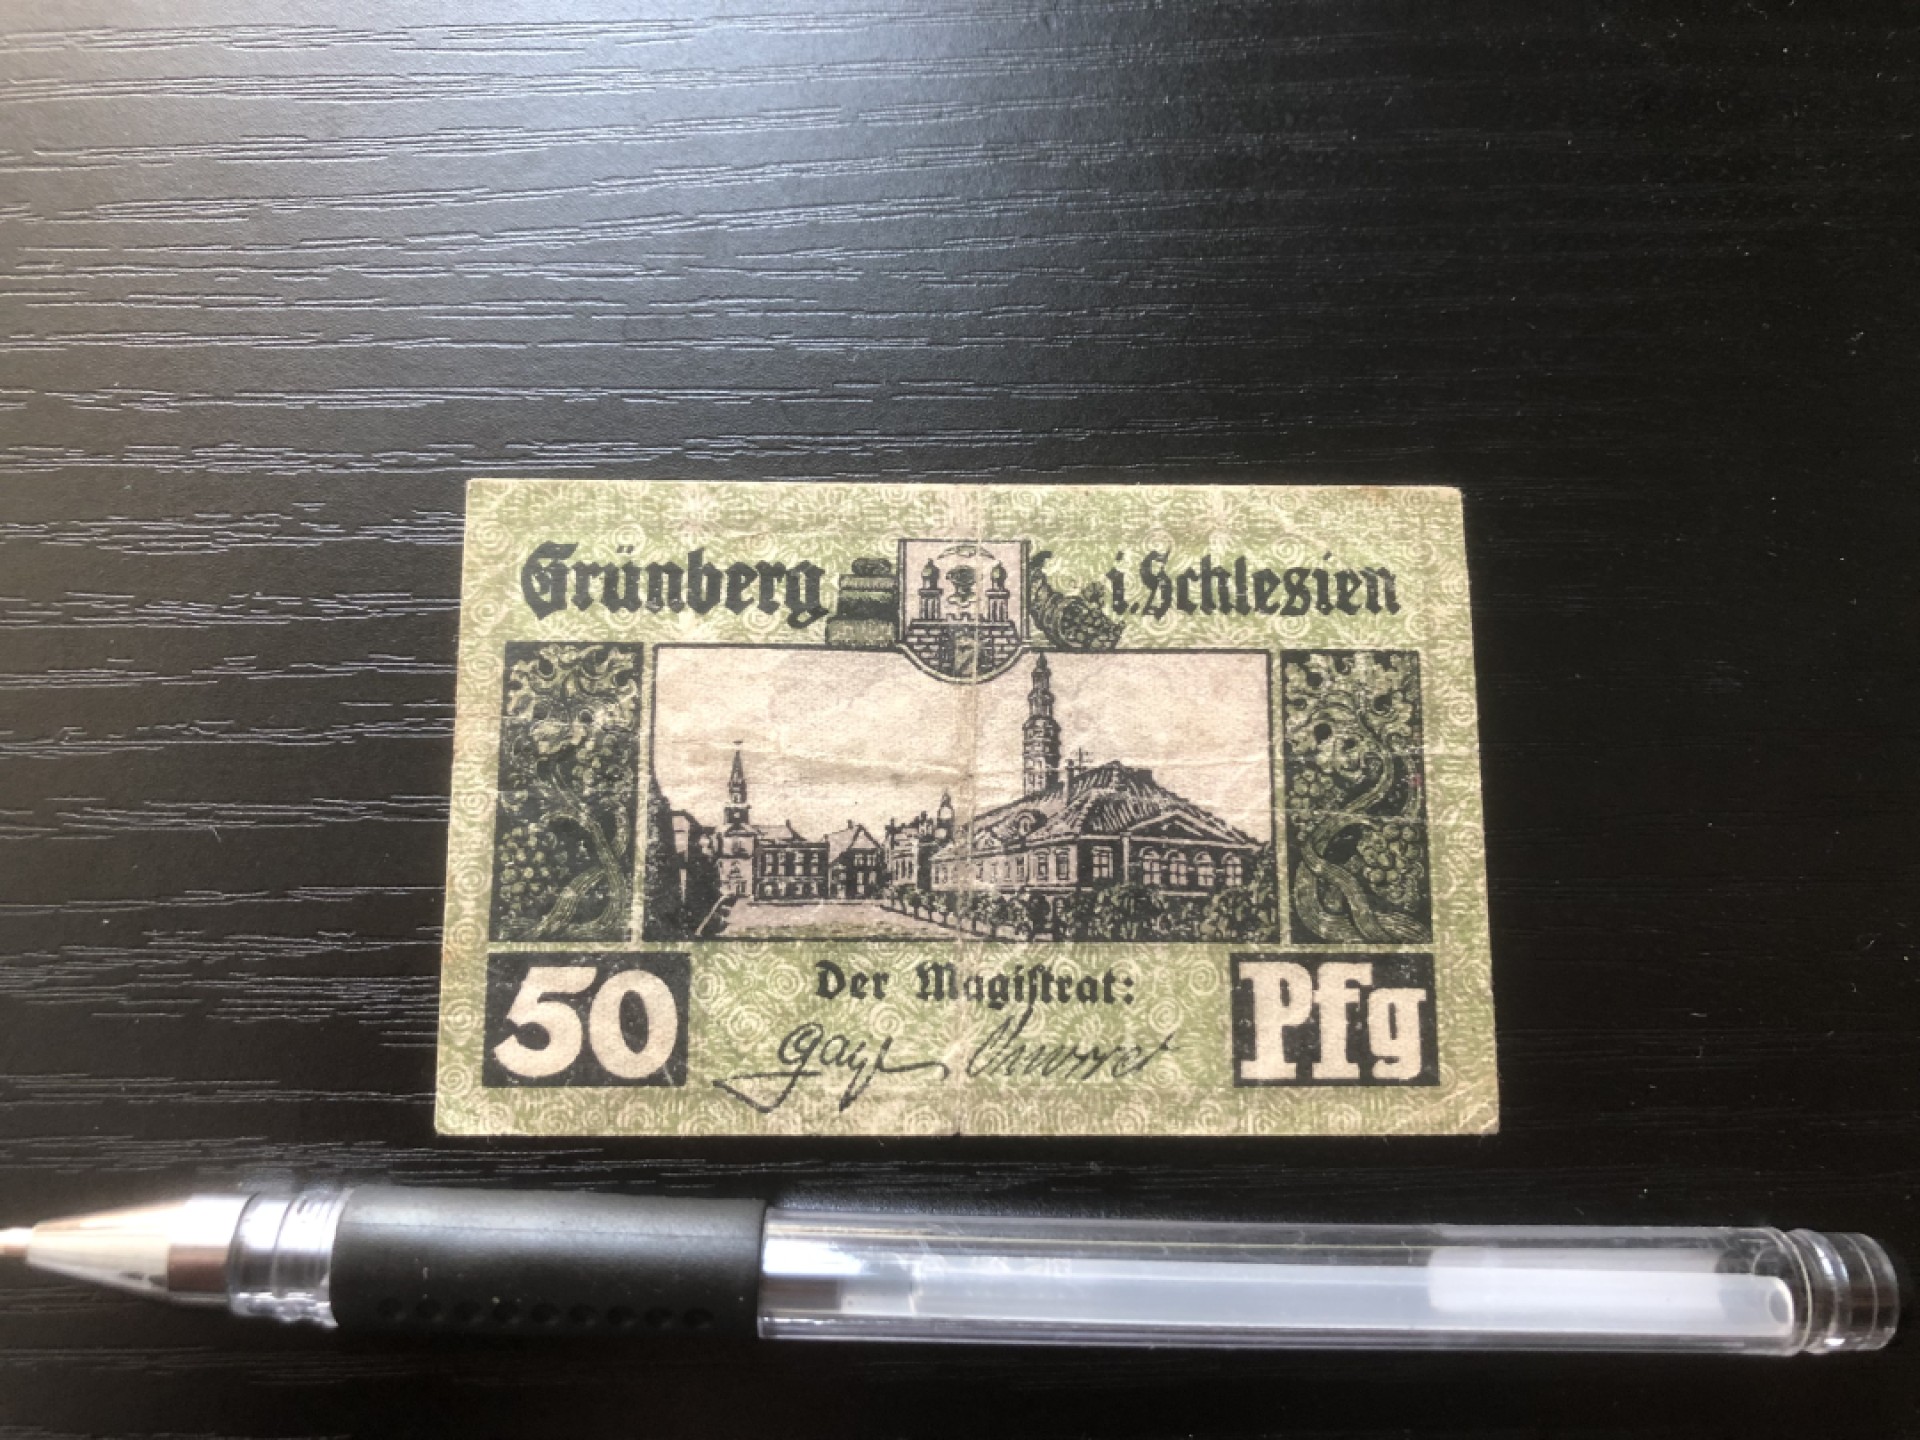 Grünberg i. Schlesien
Der Magistrat:
50 Pfg